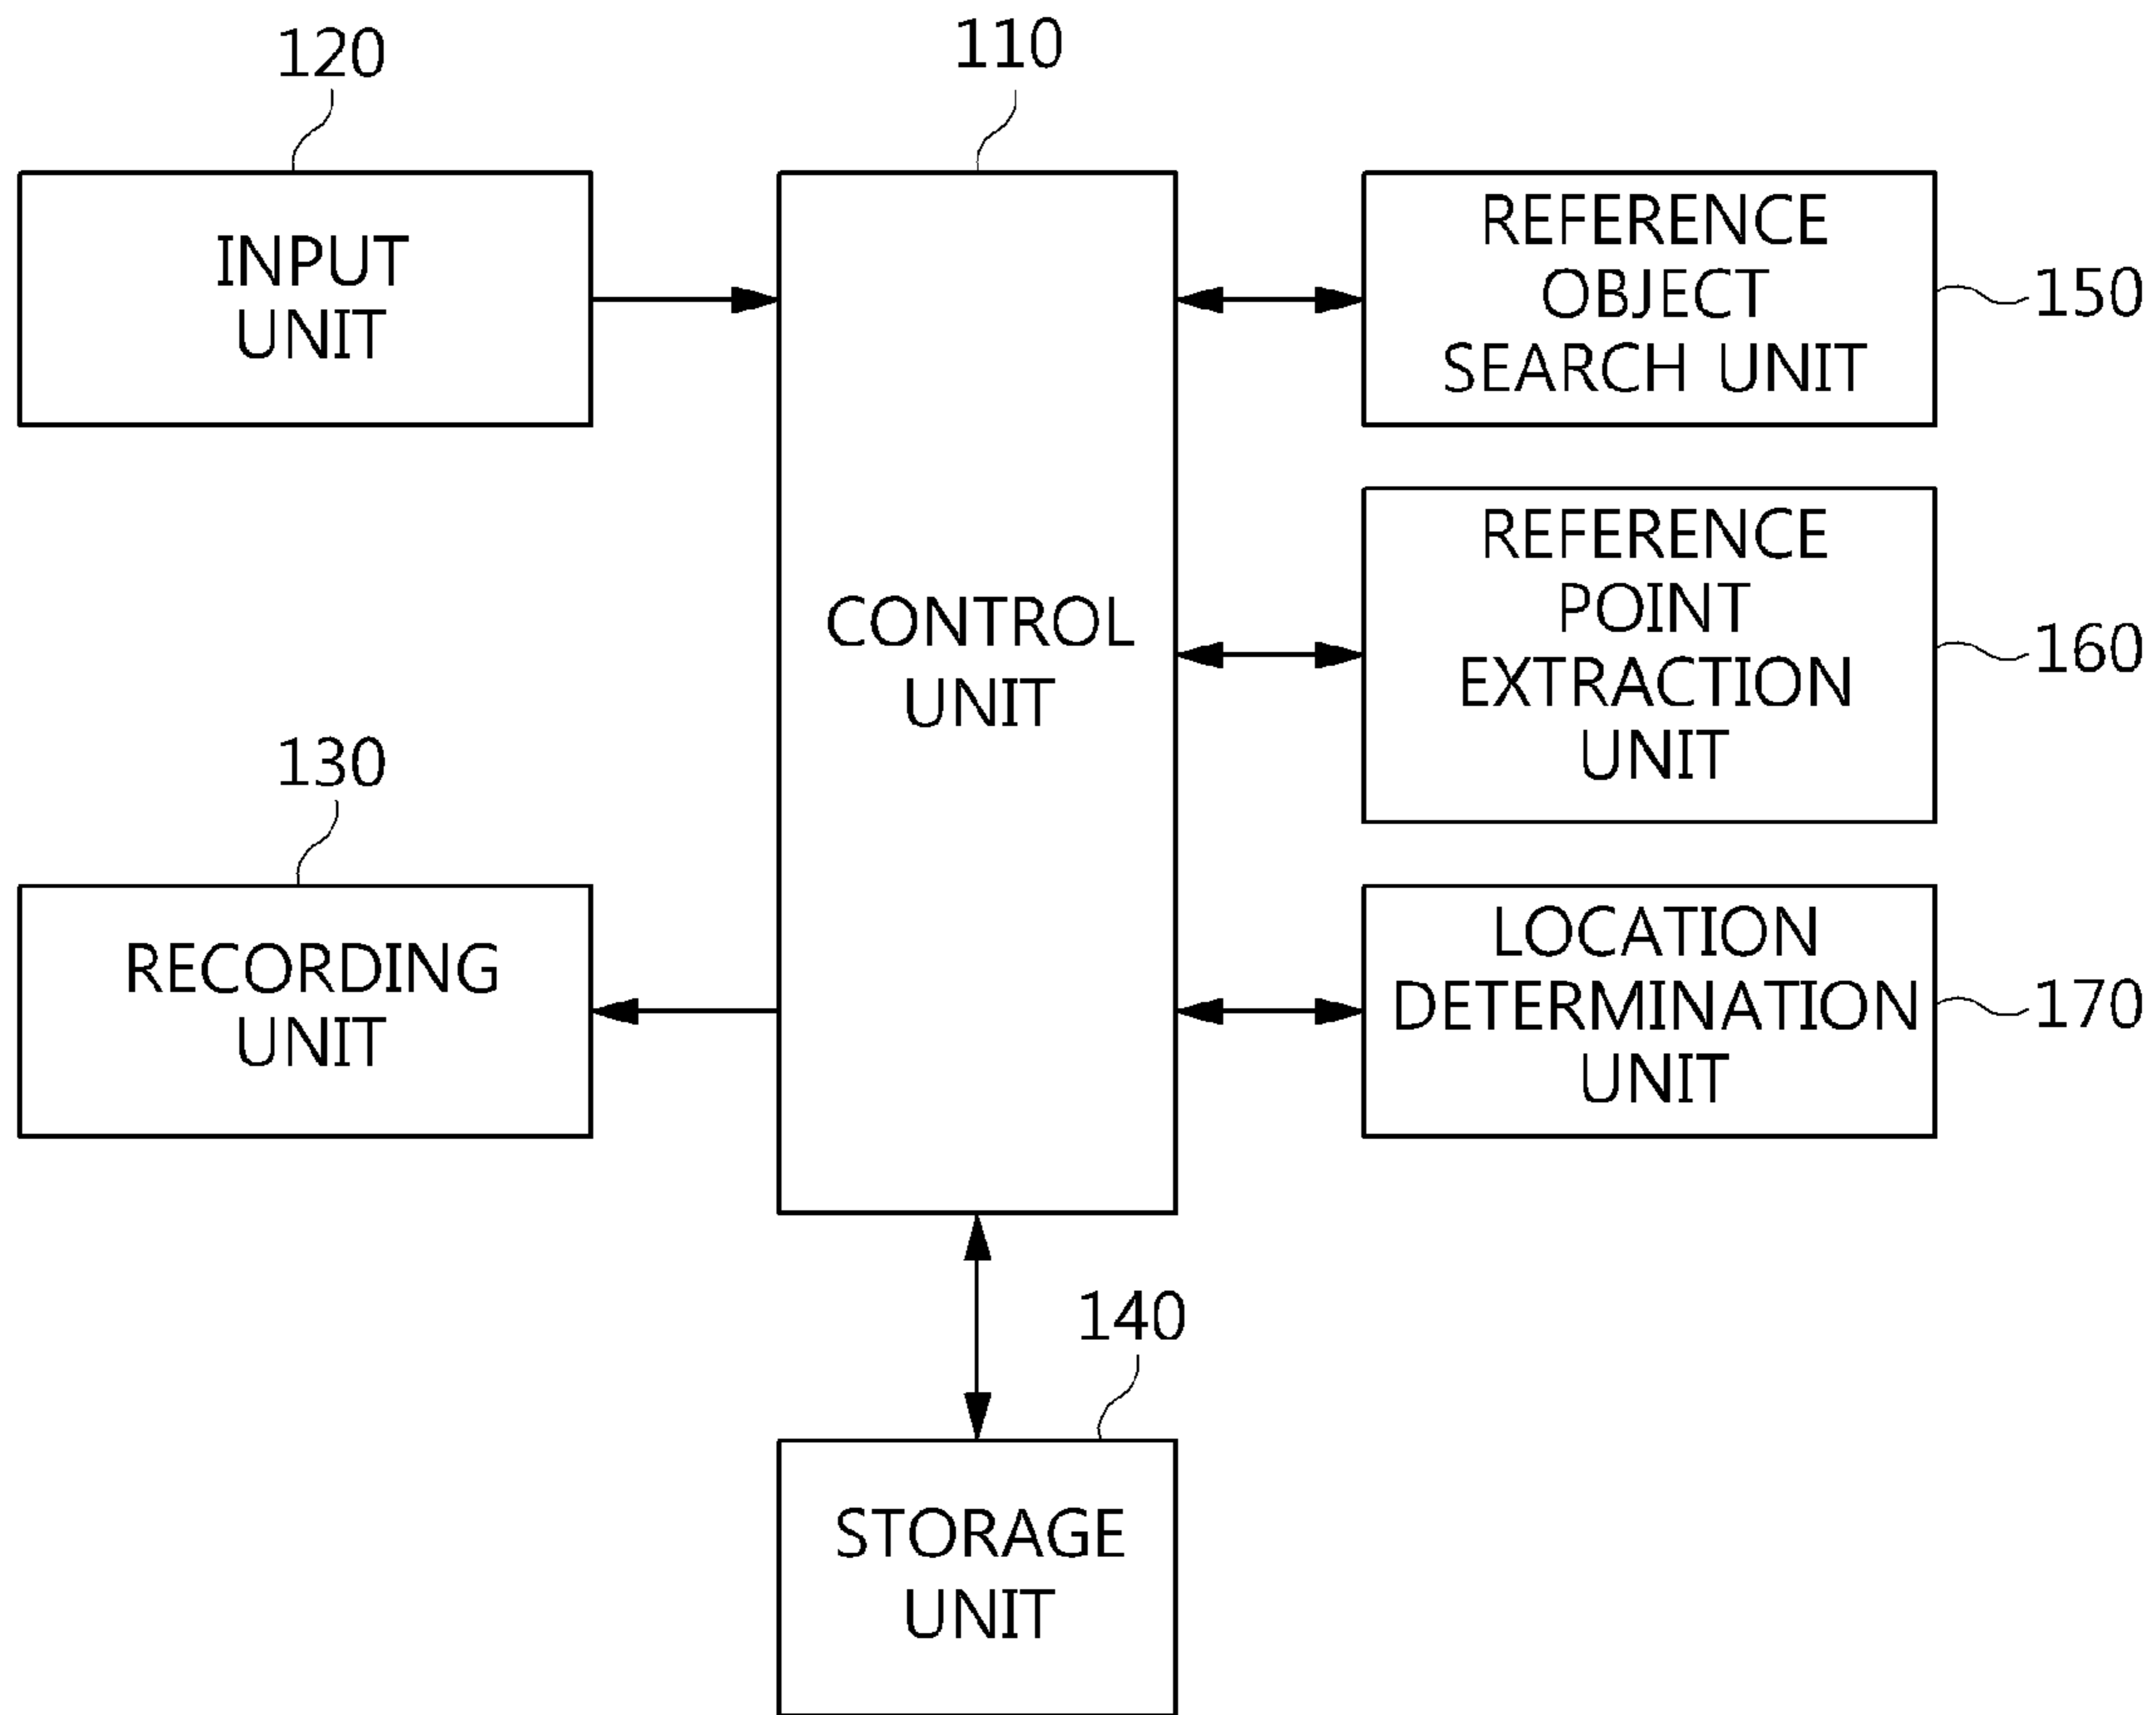 120
110
INPUT
UNIT
REFERENCE
OBJECT
SEARCH UNIT
150
CONTROL
UNIT
REFERENCE
POINT
EXTRACTION
UNIT
160
130
RECORDING
UNIT
LOCATION
DETERMINATION
UNIT
170
140
STORAGE
UNIT